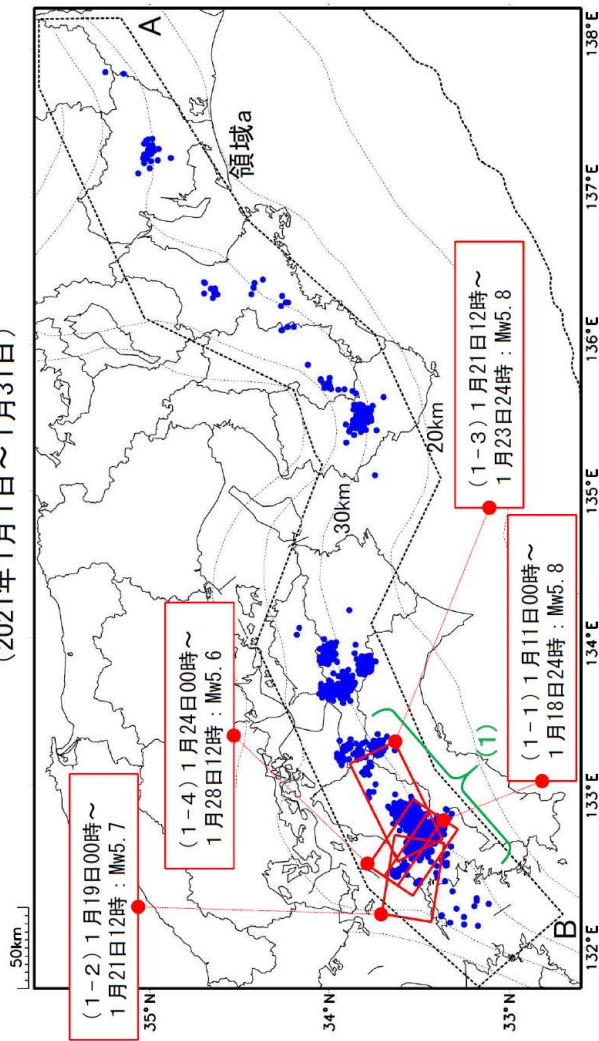 (2021年1月1日～1月31日)
50km
(1-2) 1月19日00時～
1月21日12時：Mw5.7
(1-4) 1月24日00時～
1月28日12時：Mw5.6
(1-3) 1月21日12時～
1月23日24時：Mw5.8
(1-1) 1月11日00時～
1月18日24時：Mw5.8
(1)
A
B
領域a
30km
20km
35°N
34°N
33°N
132°E
133°E
134°E
135°E
136°E
137°E
138°E